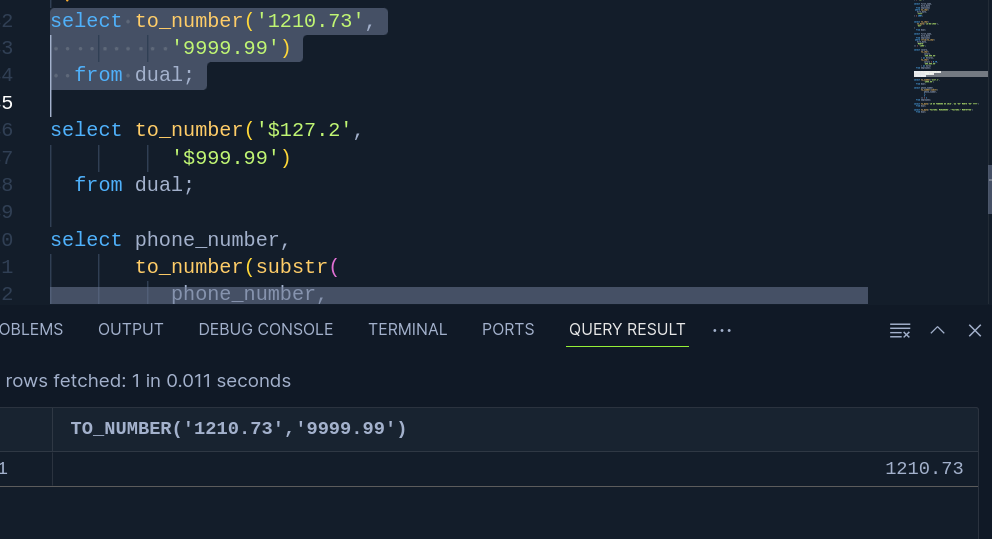 2 select to_number('1210.73',
3 '9999.99')
4 from dual;
5
6 select to_number('$127.2',
7 '$999.99')
8 from dual;
9
0 select phone_number,
1 to_number(substr(
2 phone_number,
OBLEMS OUTPUT DEBUG CONSOLE TERMINAL PORTS QUERY RESULT ...
rows fetched: 1 in 0.011 seconds
TO_NUMBER('1210.73','9999.99')
1 1210.73